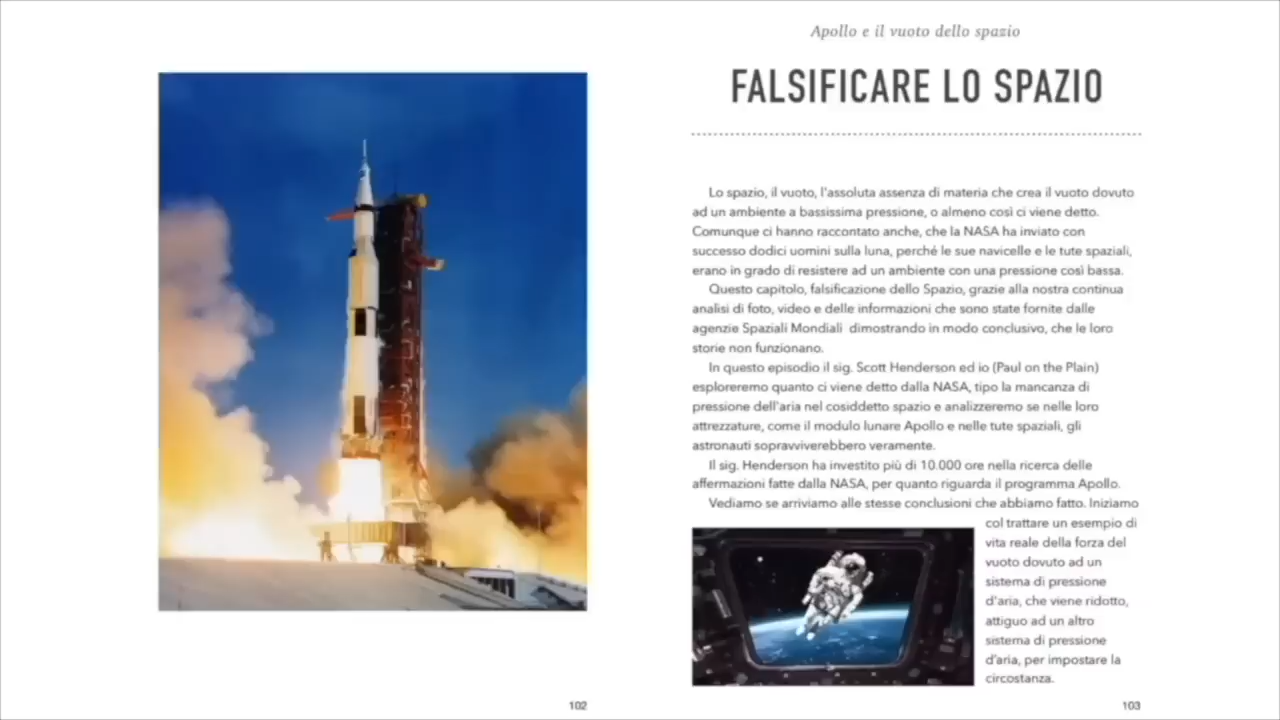 Apollo e il vuoto dello spazio
FALSIFICARE LO SPAZIO
Lo spazio, il vuoto, l'assoluta assenza di materia che crea il vuoto dovuto
ad un ambiente a bassissima pressione, o almeno così ci viene detto.
Comunque ci hanno raccontato anche, che la NASA ha inviato con
successo dodici uomini sulla luna, perché le sue navicelle e le tute spaziali,
erano in grado di resistere ad un ambiente con una pressione così bassa.
Questo capitolo, falsificazione dello Spazio, grazie alla nostra continua
analisi di foto, video e delle informazioni che sono state fornite dalle
agenzie Spaziali Mondiali dimostrando in modo conclusivo, che le loro
storie non funzionano.
In questo episodio il sig. Scott Henderson ed io (Paul on the Plain)
esploreremo quanto ci viene detto dalla NASA, tipo la mancanza di
pressione dell'aria nel cosiddetto spazio e analizzeremo se nelle loro
attrezzature, come il modulo lunare Apollo e nelle tute spaziali, gli
astronauti sopravviverebbero veramente.
Il sig. Henderson ha investito più di 10.000 ore nella ricerca delle
affermazioni fatte dalla NASA, per quanto riguarda il programma Apollo.
Vediamo se arriviamo alle stesse conclusioni che abbiamo fatto. Iniziamo
col trattare un esempio di
vita reale della forza del
vuoto dovuto ad un
sistema di pressione
d'aria, che viene ridotto,
attiguo ad un altro
sistema di pressione
d'aria, per impostare la
circostanza.
102
103